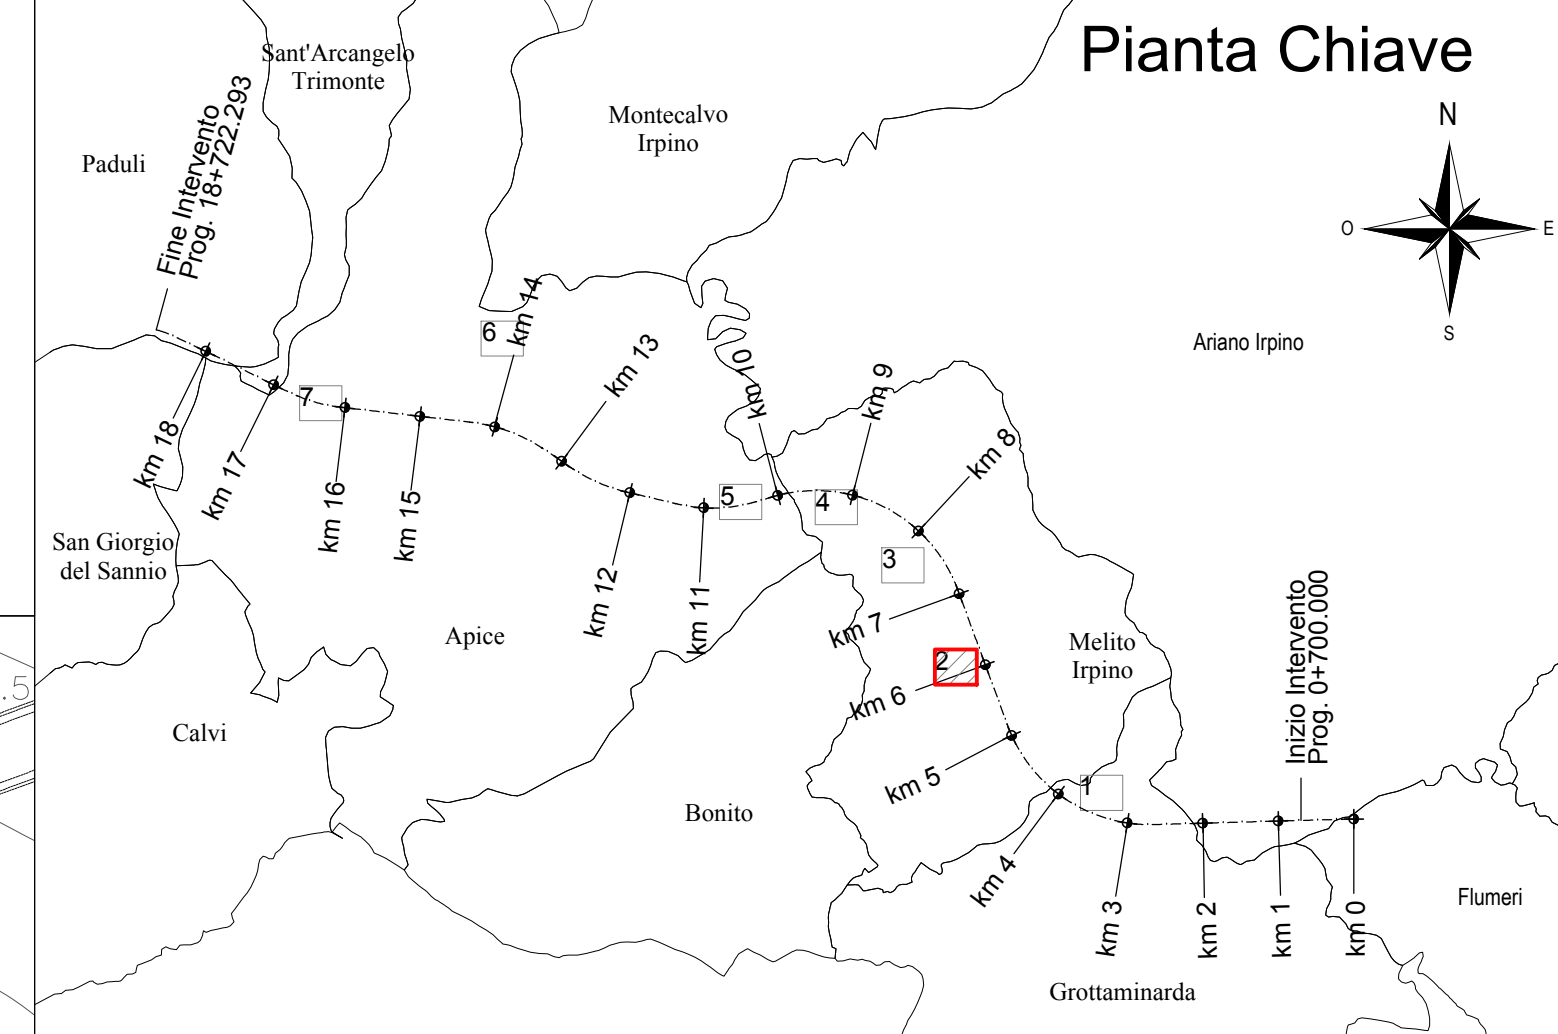 Pianta Chiave
N
O
E
S
Sant'Arcangelo
Trimonte
Montecalvo
Irpino
Paduli
Fine Intervento
Prog. 18+722.293
Ariano Irpino
6
km 14
km 13
km 10
km 9
7
km 18
km 17
km 16
km 15
5
4
km 8
3
San Giorgio
del Sannio
km 12
km 11
km 7
Apice
Melito
Irpino
2
km 6
Inizio Intervento
Prog. 0+700.000
.5
Calvi
km 5
1
Bonito
km 4
km 3
km 2
km 1
km 0
Flumeri
Grottaminarda